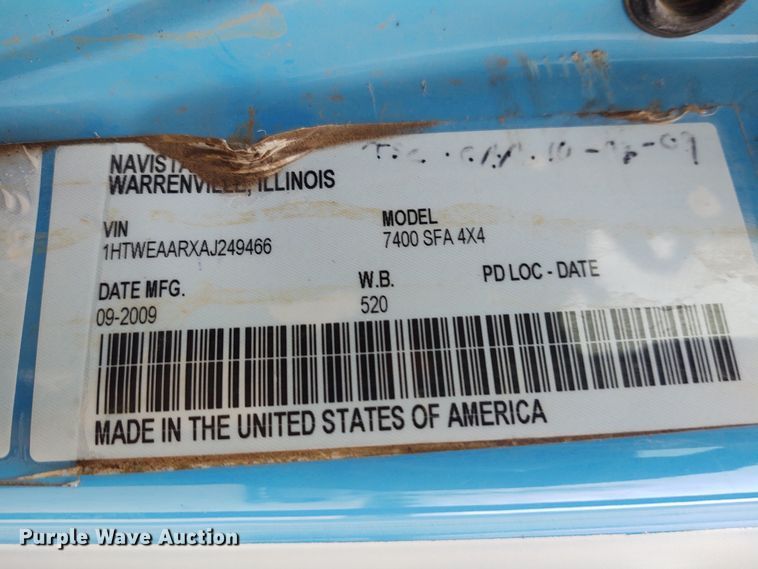 NAVISTA
WARRENVILLE, ILLINOIS
VIN
1HTWEAARXAJ249466
MODEL
7400 SFA 4X4
DATE MFG.
09-2009
W.B.
520
PD LOC - DATE
MADE IN THE UNITED STATES OF AMERICA
Purple Wave Auction